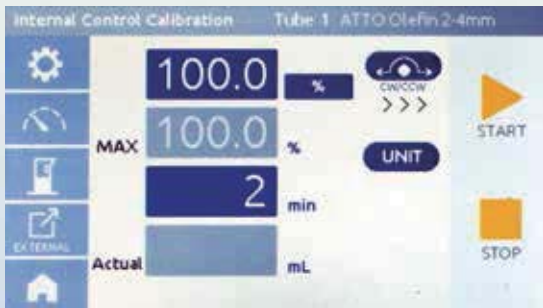 Internal Control Calibration Tube 1 ATTO Olefin 2-4mm
100.0 %
CW/CCW
> > >
START
MAX 100.0 %
UNIT
2 min
EXTERNAL
STOP
Actual mL